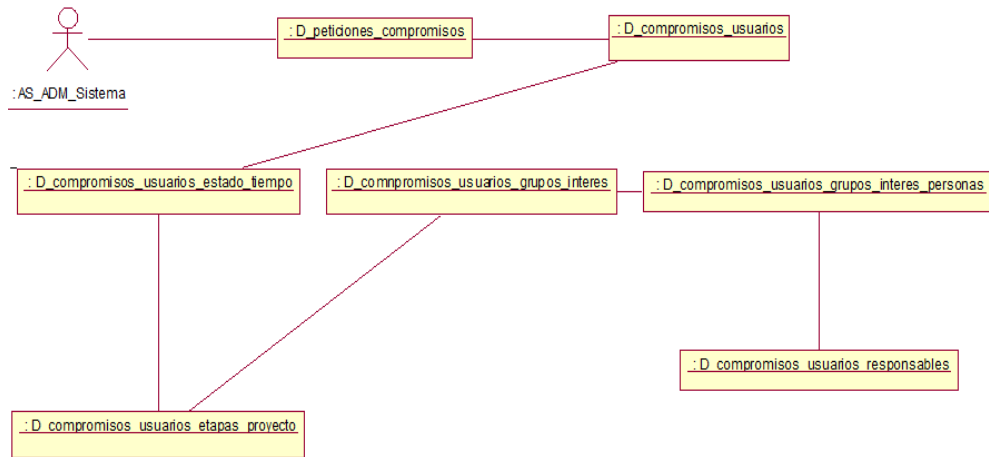 : D_peticiones_compromisos
: D_compromisos_usuarios
: AS_ADM_Sistema
: D_compromisos_usuarios_estado_tiempo
: D_comnpromisos_usuarios_grupos_interes
: D_compromisos_usuarios_grupos_interes_personas
: D_compromisos_usuarios_responsables
: D_compromisos_usuarios_etapas_proyecto